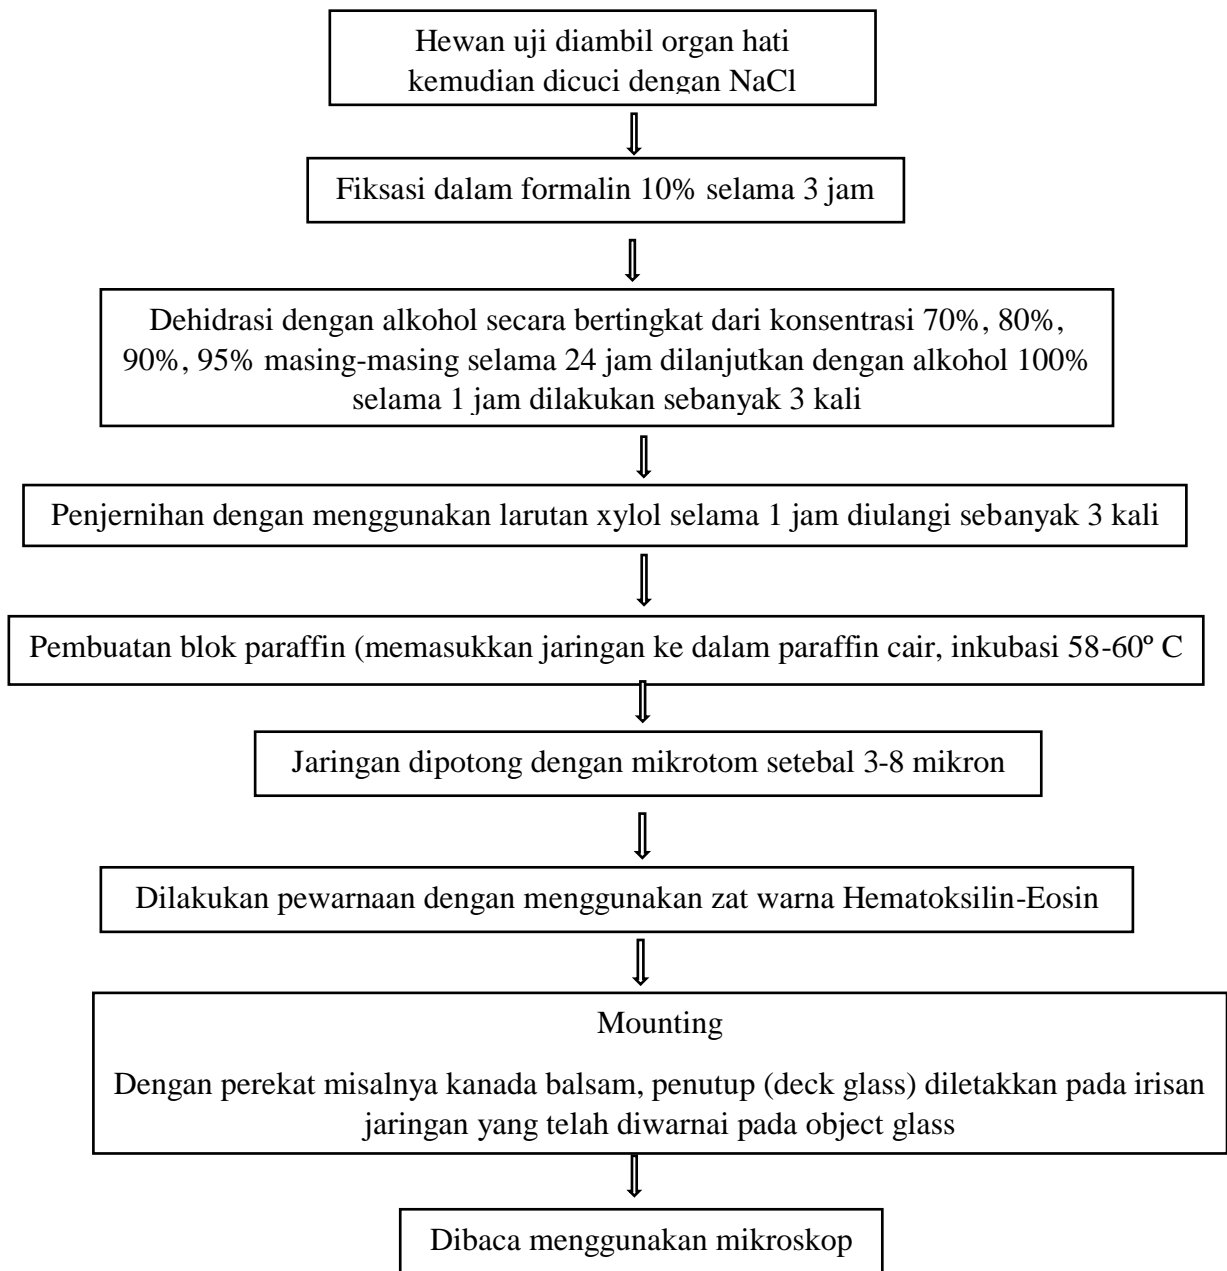 Hewan uji diambil organ hati
kemudian dicuci dengan NaCl
Fiksasi dalam formalin 10% selama 3 jam
Dehidrasi dengan alkohol secara bertingkat dari konsentrasi 70%, 80%,
90%, 95% masing-masing selama 24 jam dilanjutkan dengan alkohol 100%
selama 1 jam dilakukan sebanyak 3 kali
Penjernihan dengan menggunakan larutan xylol selama 1 jam diulangi sebanyak 3 kali
Pembuatan blok paraffin (memasukkan jaringan ke dalam paraffin cair, inkubasi 58-60º C
Jaringan dipotong dengan mikrotom setebal 3-8 mikron
Dilakukan pewarnaan dengan menggunakan zat warna Hematoksilin-Eosin
Mounting
Dengan perekat misalnya kanada balsam, penutup (deck glass) diletakkan pada irisan
jaringan yang telah diwarnai pada object glass
Dibaca menggunakan mikroskop